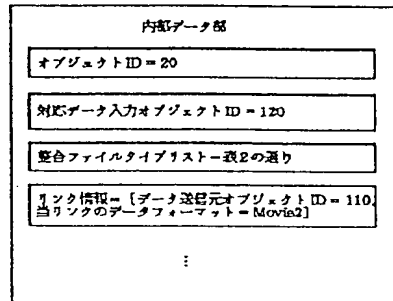 内部データ部
オブジェクトID = 20
対応データ入力オブジェクトID = 120
整合ファイルタイプリスト = 表2の通り
リンク情報 = [データ送信元オブジェクトID = 110,
当リンクのデータフォーマット = Movie2]
⋮